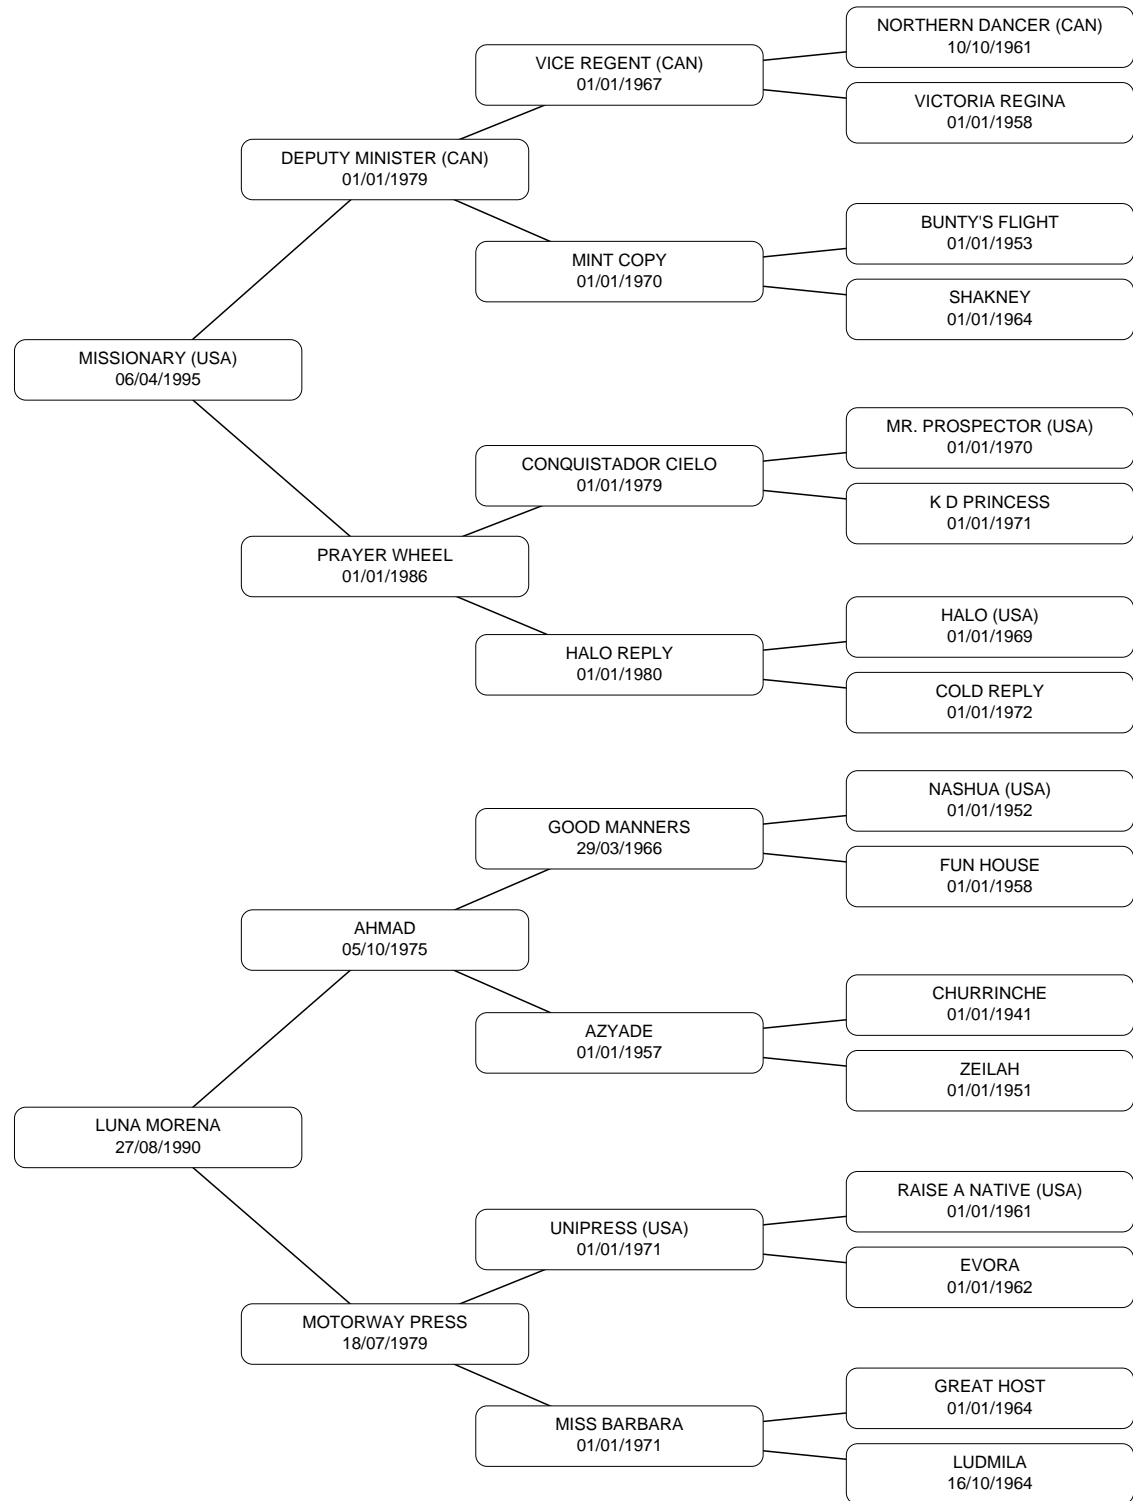 NORTHERN DANCER (CAN)
10/10/1961
VICE REGENT (CAN)
01/01/1967
VICTORIA REGINA
01/01/1958
DEPUTY MINISTER (CAN)
01/01/1979
BUNTY'S FLIGHT
01/01/1953
MINT COPY
01/01/1970
SHAKNEY
01/01/1964
MISSIONARY (USA)
06/04/1995
MR. PROSPECTOR (USA)
01/01/1970
CONQUISTADOR CIELO
01/01/1979
K D PRINCESS
01/01/1971
PRAYER WHEEL
01/01/1986
HALO (USA)
01/01/1969
HALO REPLY
01/01/1980
COLD REPLY
01/01/1972
NASHUA (USA)
01/01/1952
GOOD MANNERS
29/03/1966
FUN HOUSE
01/01/1958
AHMAD
05/10/1975
CHURRINCHE
01/01/1941
AZYADE
01/01/1957
ZEILAH
01/01/1951
LUNA MORENA
27/08/1990
RAISE A NATIVE (USA)
01/01/1961
UNIPRESS (USA)
01/01/1971
EVORA
01/01/1962
MOTORWAY PRESS
18/07/1979
GREAT HOST
01/01/1964
MISS BARBARA
01/01/1971
LUDMILA
16/10/1964